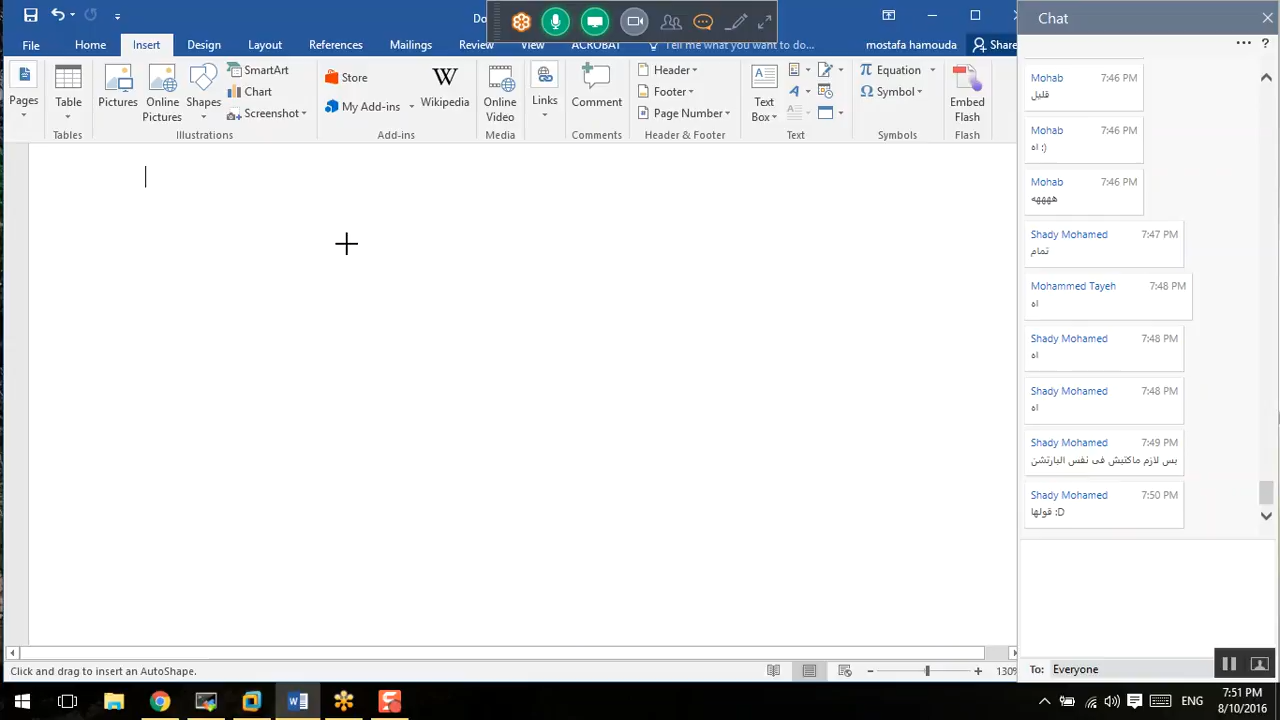 Do
Chat
File
Home
Insert
Design
Layout
References
Mailings
Review
View
ACROBAT
Tell me what you want to do...
mostafa hamouda
Share
Pages
Table
Pictures
Online Pictures
Shapes
SmartArt
Chart
Screenshot
Store
My Add-ins
Wikipedia
Online Video
Links
Comment
Header
Footer
Page Number
Text Box
Equation
Symbol
Embed Flash
Tables
Illustrations
Add-ins
Media
Comments
Header & Footer
Text
Symbols
Flash
Mohab 7:46 PM
قليل
Mohab 7:46 PM
اه :)
Mohab 7:46 PM
ههههه
Shady Mohamed 7:47 PM
تمام
Mohammed Tayeh 7:48 PM
اه
Shady Mohamed 7:48 PM
اه
Shady Mohamed 7:48 PM
اه
Shady Mohamed 7:49 PM
بس لازم ماكتبش فى نفس البارتشن
Shady Mohamed 7:50 PM
قولها :D
To: Everyone
Click and drag to insert an AutoShape.
130%
ENG
7:51 PM
8/10/2016